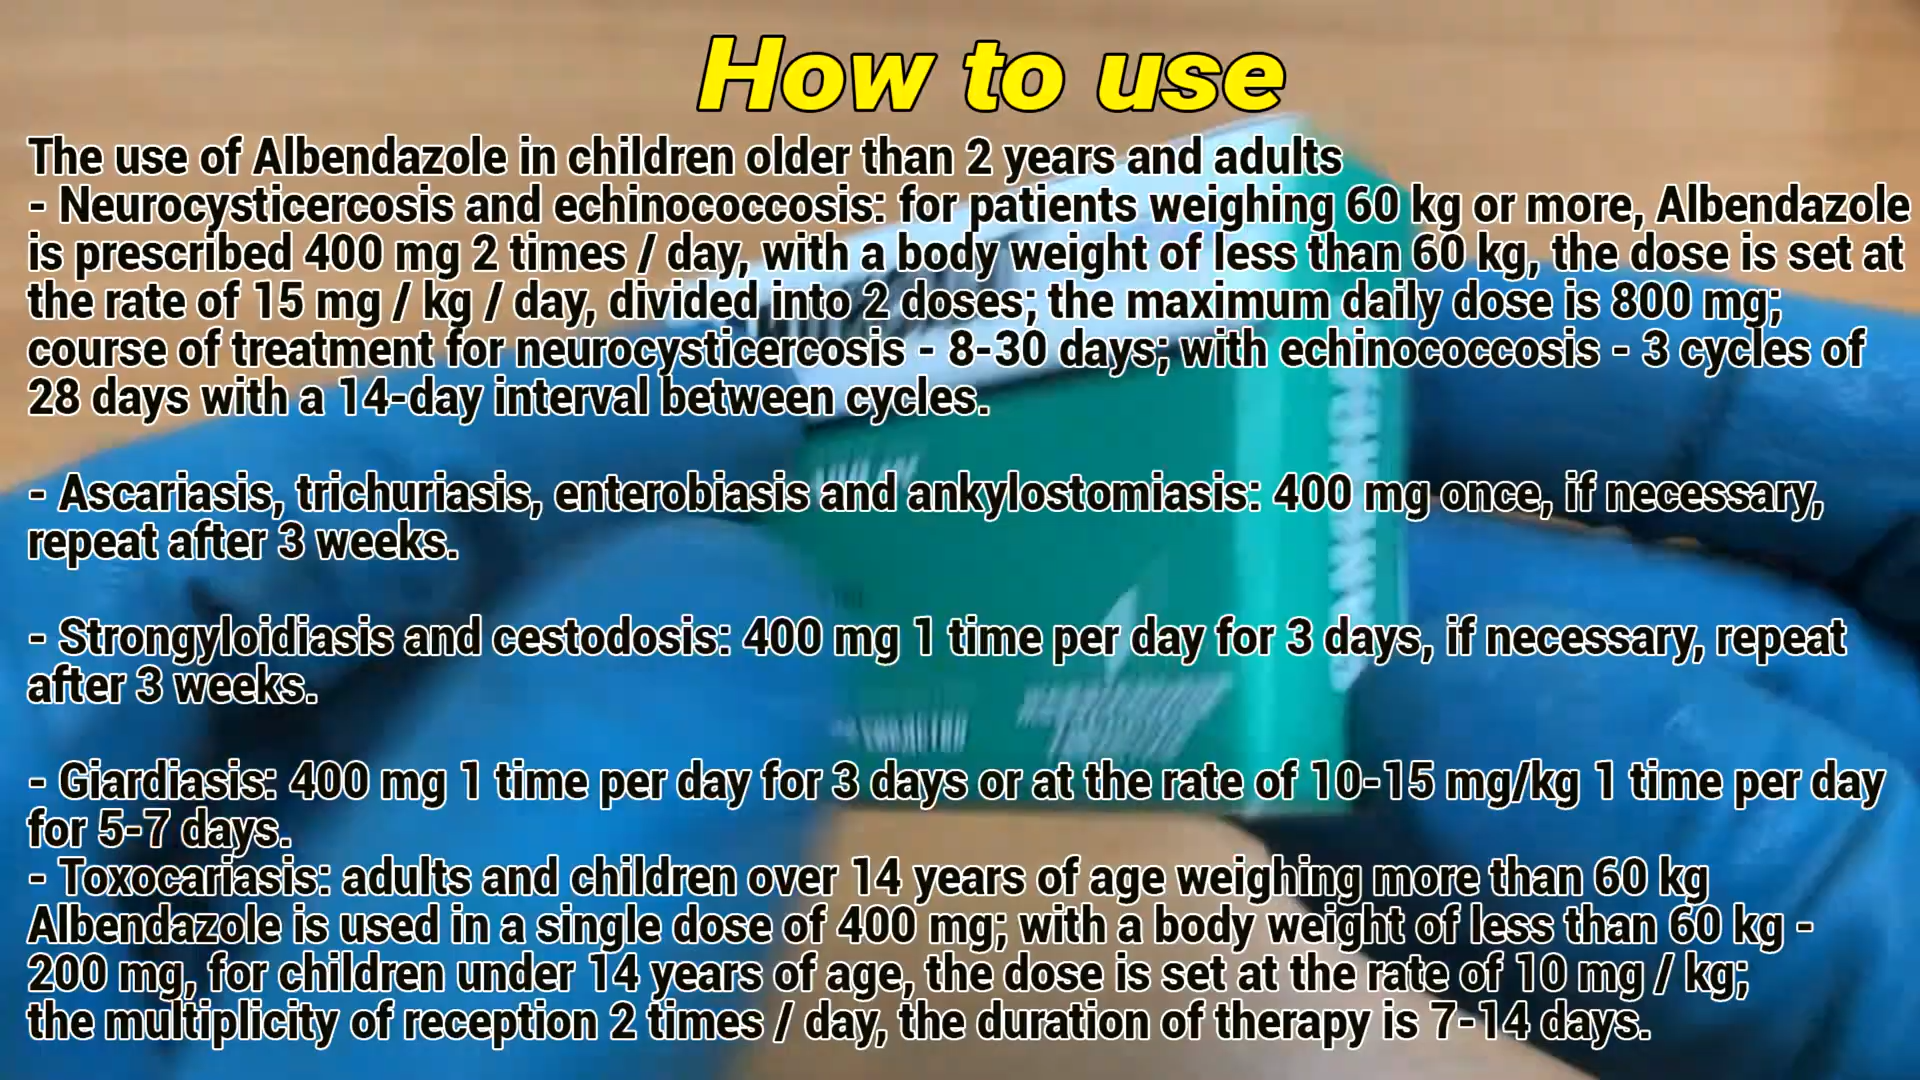 How to use
The use of Albendazole in children older than 2 years and adults
- Neurocysticercosis and echinococcosis: for patients weighing 60 kg or more, Albendazole
is prescribed 400 mg 2 times / day, with a body weight of less than 60 kg, the dose is set at
the rate of 15 mg / kg / day, divided into 2 doses; the maximum daily dose is 800 mg;
course of treatment for neurocysticercosis - 8-30 days; with echinococcosis - 3 cycles of
28 days with a 14-day interval between cycles.
- Ascariasis, trichuriasis, enterobiasis and ankylostomiasis: 400 mg once, if necessary,
repeat after 3 weeks.
- Strongyloidiasis and cestodosis: 400 mg 1 time per day for 3 days, if necessary, repeat
after 3 weeks.
- Giardiasis: 400 mg 1 time per day for 3 days or at the rate of 10-15 mg/kg 1 time per day
for 5-7 days.
- Toxocariasis: adults and children over 14 years of age weighing more than 60 kg
Albendazole is used in a single dose of 400 mg; with a body weight of less than 60 kg -
200 mg, for children under 14 years of age, the dose is set at the rate of 10 mg / kg;
the multiplicity of reception 2 times / day, the duration of therapy is 7-14 days.